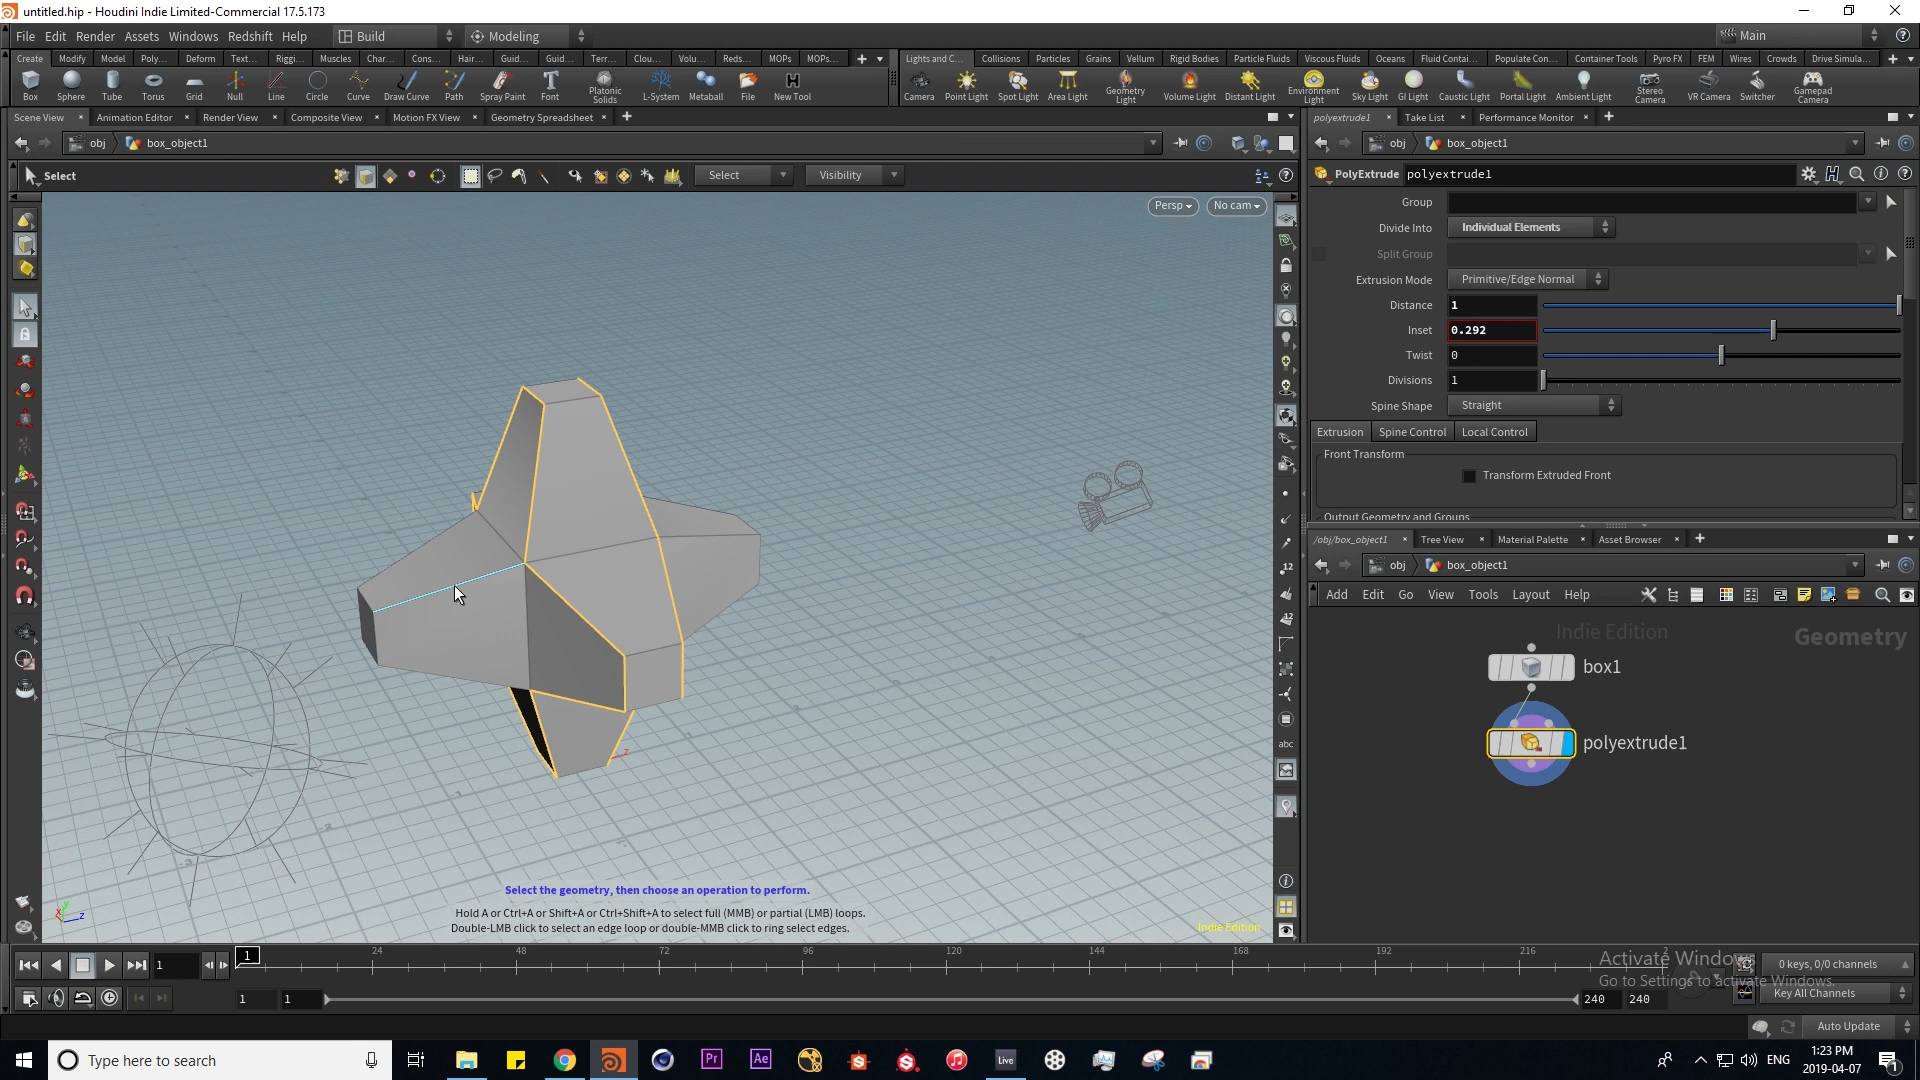 untitled.hip - Houdini Indie Limited-Commercial 17.5.173
File Edit Render Assets Windows Redshift Help Build Modeling Main
Create Modify Model Poly... Deform Text... Riggi... Muscles Char... Cons... Hair... Guid... Guid... Terr... Clou... Volu... Reds... MOPs MOPs...
Lights and C... Collisions Particles Grains Vellum Rigid Bodies Particle Fluids Viscous Fluids Oceans Fluid Contai... Populate Con... Container Tools Pyro FX FEM Wires Crowds Drive Simula...
Box Sphere Tube Torus Grid Null Line Circle Curve Draw Curve Path Spray Paint Font Platonic Solids L-System Metaball File New Tool
Camera Point Light Spot Light Area Light Geometry Light Volume Light Distant Light Environment Light Sky Light GI Light Caustic Light Portal Light Ambient Light Stereo Camera VR Camera Switcher Gamepad Camera
Scene View Animation Editor Render View Composite View Motion FX View Geometry Spreadsheet
polyextrude1 Take List Performance Monitor
obj box_object1
obj box_object1
Select Select Visibility
PolyExtrude polyextrude1
Persp No cam
Group
Divide Into Individual Elements
Split Group
Extrusion Mode Primitive/Edge Normal
Distance 1
Inset 0.292
Twist 0
Divisions 1
Spine Shape Straight
Extrusion Spine Control Local Control
Front Transform
Transform Extruded Front
Output Geometry and Groups
/obj/box_object1 Tree View Material Palette Asset Browser
obj box_object1
Add Edit Go View Tools Layout Help
Indie Edition
Geometry
box1
polyextrude1
12
12
abc
z
x y z
Select the geometry, then choose an operation to perform.
Hold A or Ctrl+A or Shift+A or Ctrl+Shift+A to select full (MMB) or partial (LMB) loops.
Double-LMB click to select an edge loop or double-MMB click to ring select edges.
Indie Edition
1 1 24 48 72 96 120 144 168 192 216 2
0 keys, 0/0 channels
Activate Windows
Go to Settings to activate Windows.
1 1 240 240
Key All Channels
Auto Update
Type here to search
Pr Ae Live
ENG
1:23 PM
2019-04-07
1